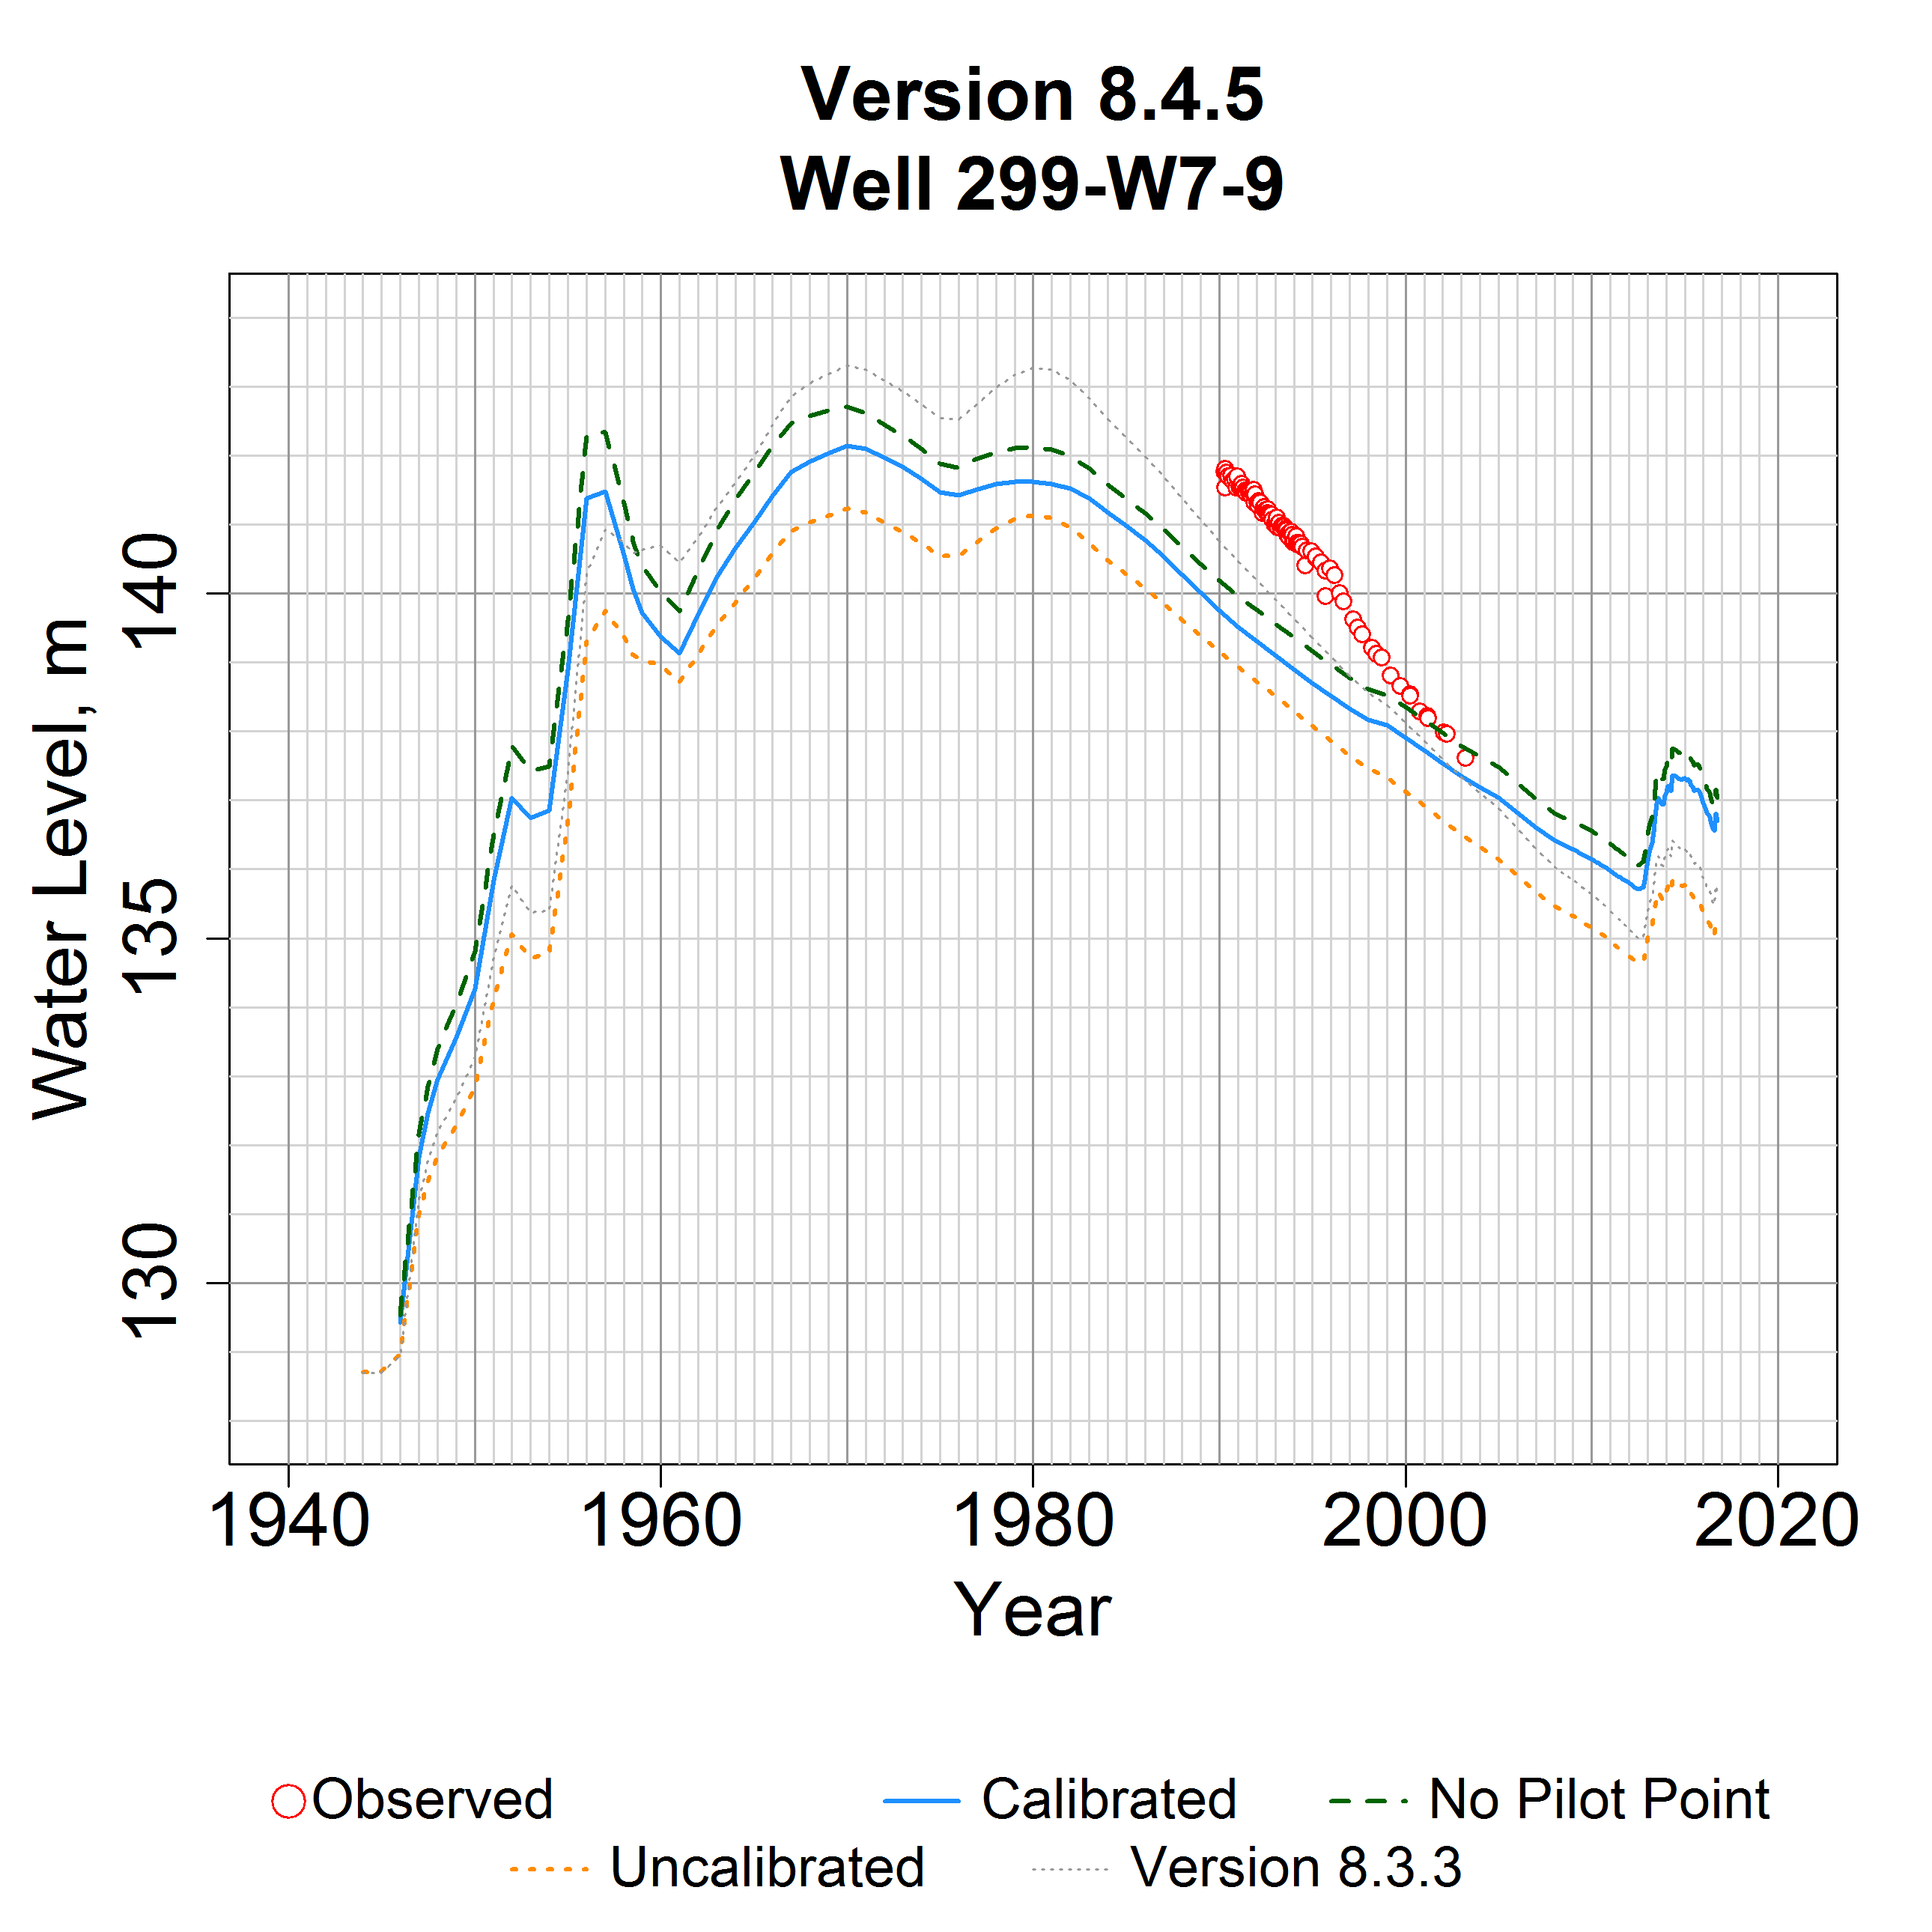 Version 8.4.5
Well 299-W7-9
Water Level, m
140
135
130
1940 1960 1980 2000 2020
Year
Observed Calibrated No Pilot Point
Uncalibrated Version 8.3.3